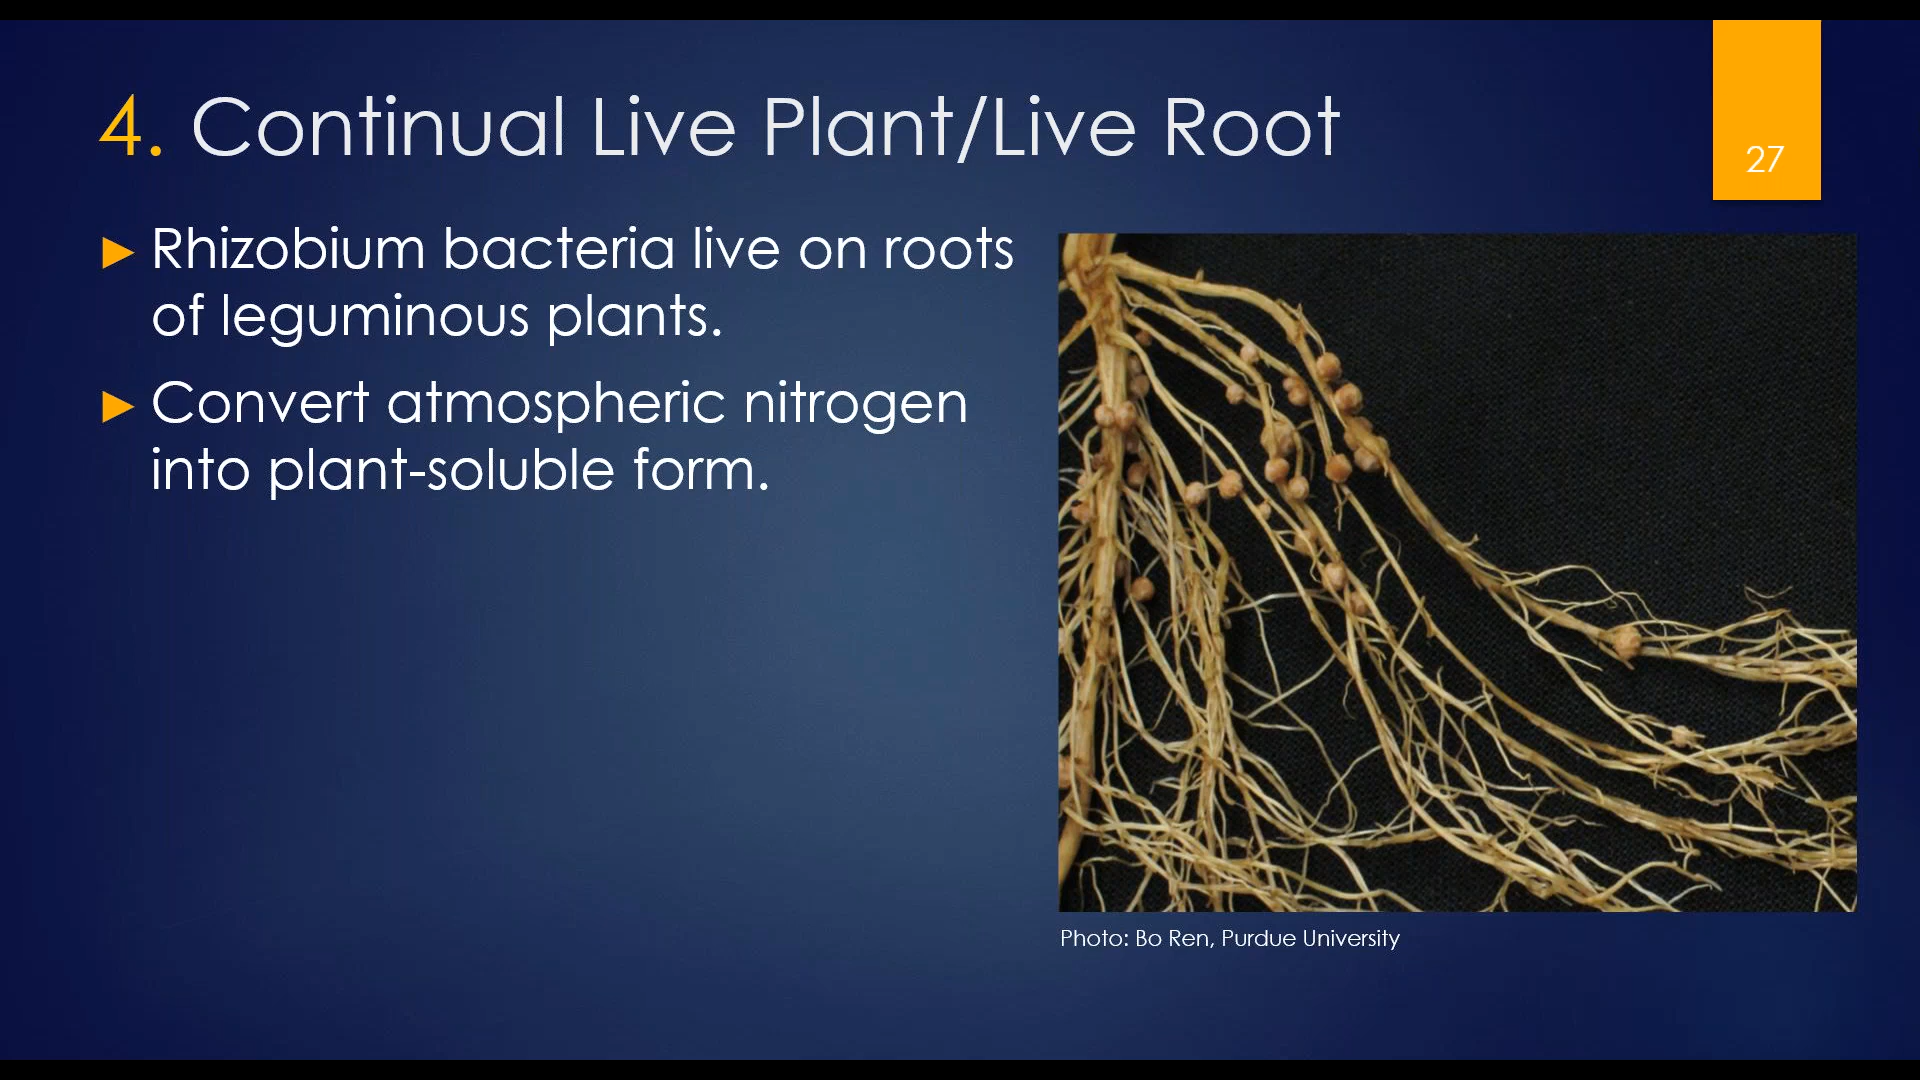 4. Continual Live Plant/Live Root
27
Rhizobium bacteria live on roots
of leguminous plants.
Convert atmospheric nitrogen
into plant-soluble form.
Photo: Bo Ren, Purdue University